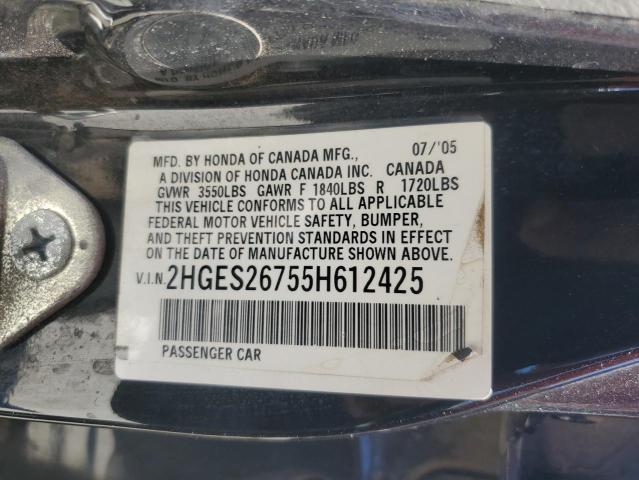 07/'05
MFD. BY HONDA OF CANADA MFG.,
A DIVISION OF HONDA CANADA INC. CANADA
GVWR 3550LBS GAWR F 1840LBS R 1720LBS
THIS VEHICLE CONFORMS TO ALL APPLICABLE
FEDERAL MOTOR VEHICLE SAFETY, BUMPER,
AND THEFT PREVENTION STANDARDS IN EFFECT
ON THE DATE OF MANUFACTURE SHOWN ABOVE.
V.I.N. 2HGES26755H612425
PASSENGER CAR